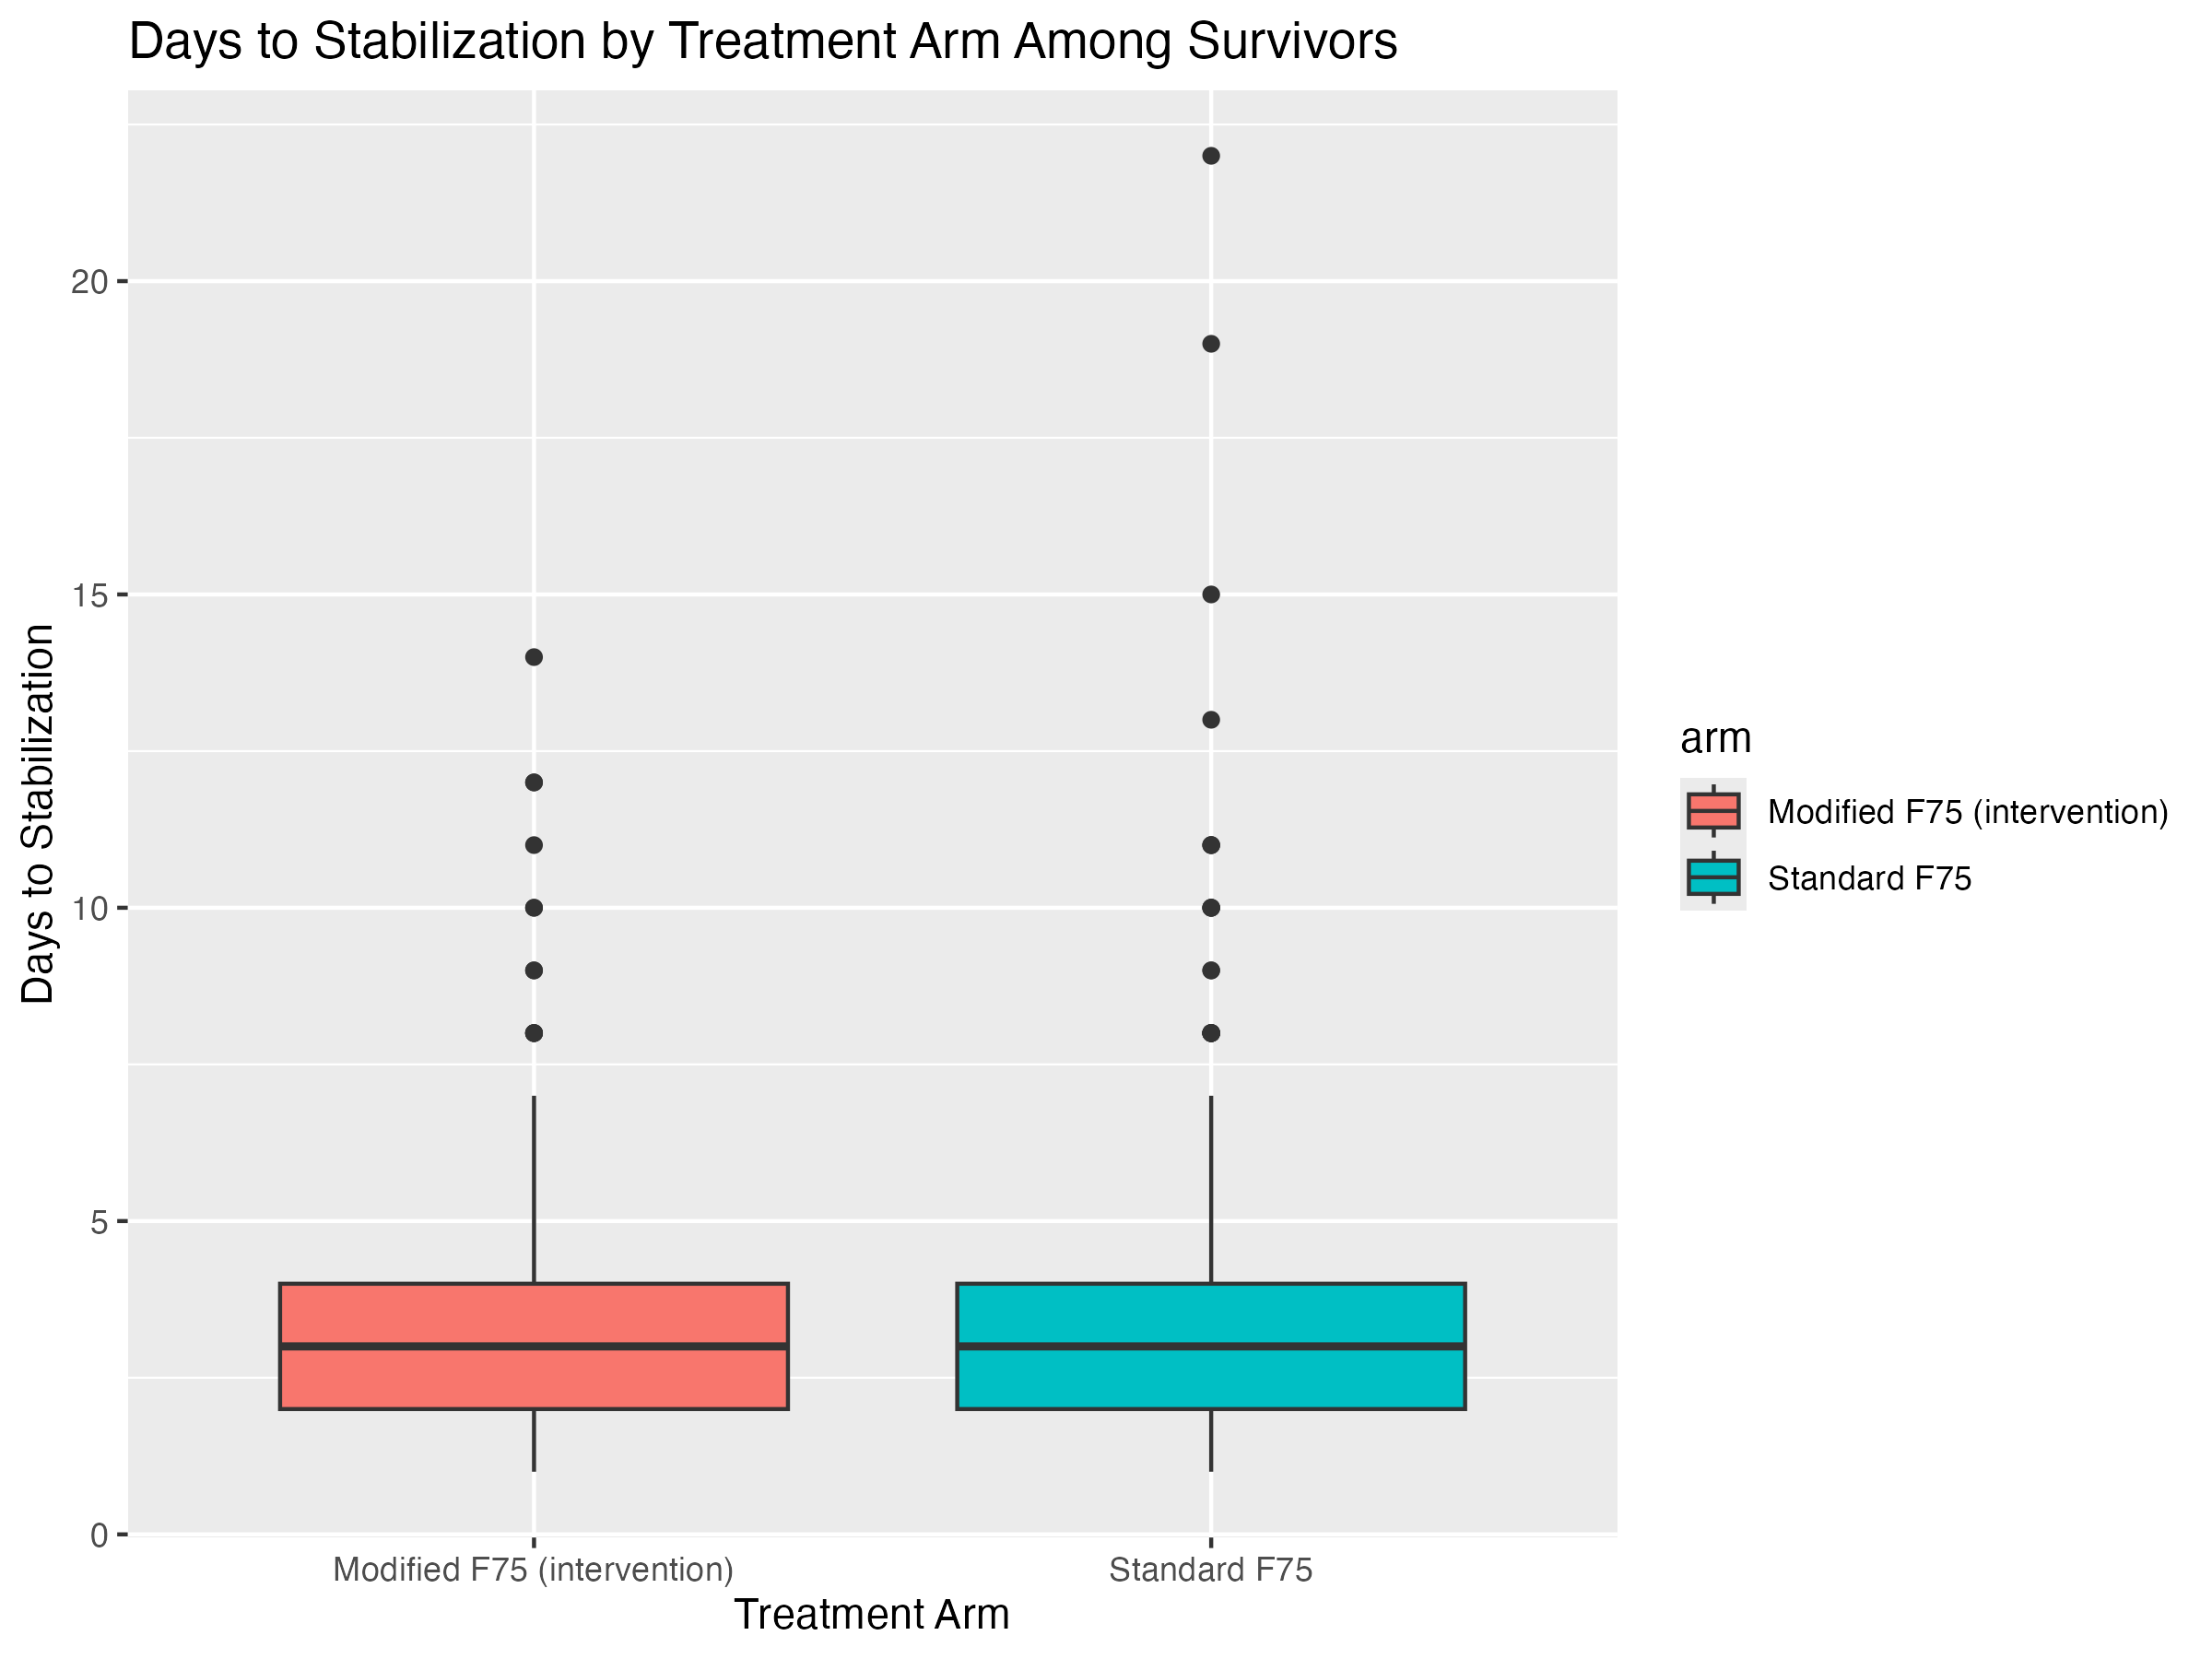 Days to Stabilization by Treatment Arm Among Survivors
Days to Stabilization
20
15
10
5
0
Modified F75 (intervention)
Standard F75
Treatment Arm
arm
Modified F75 (intervention)
Standard F75